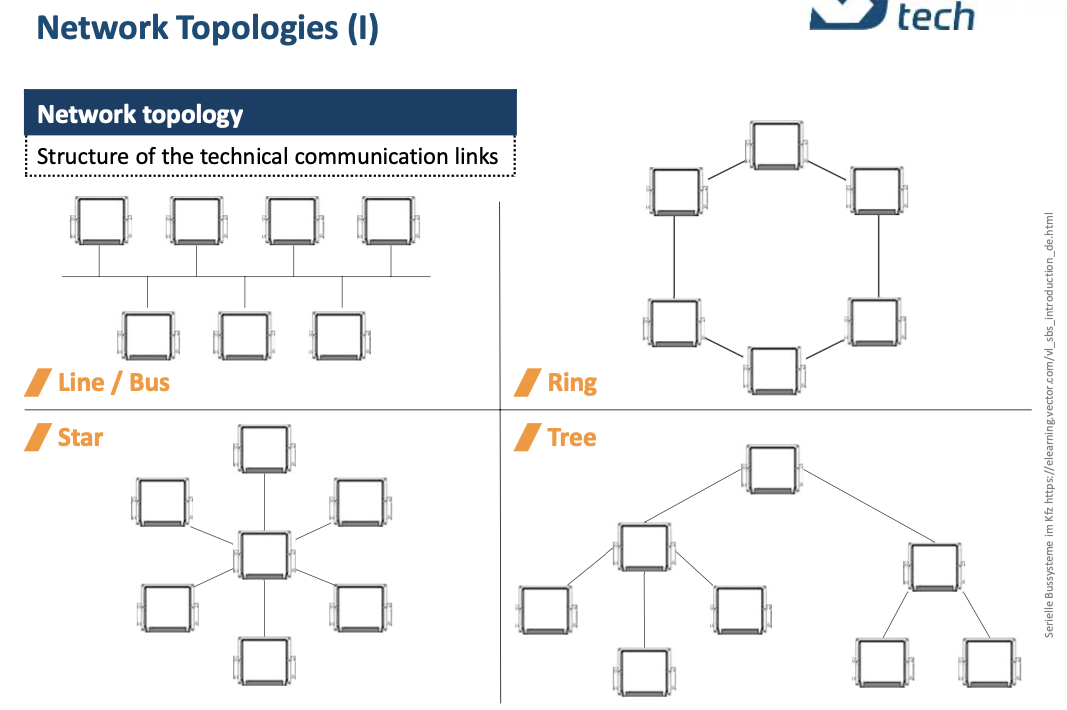 Network Topologies (I)
tech
Network topology
Structure of the technical communication links
Line / Bus
Ring
Star
Tree
Serielle Bussysteme im Kfz https://elearning.vector.com/vl_sbs_introduction_de.html